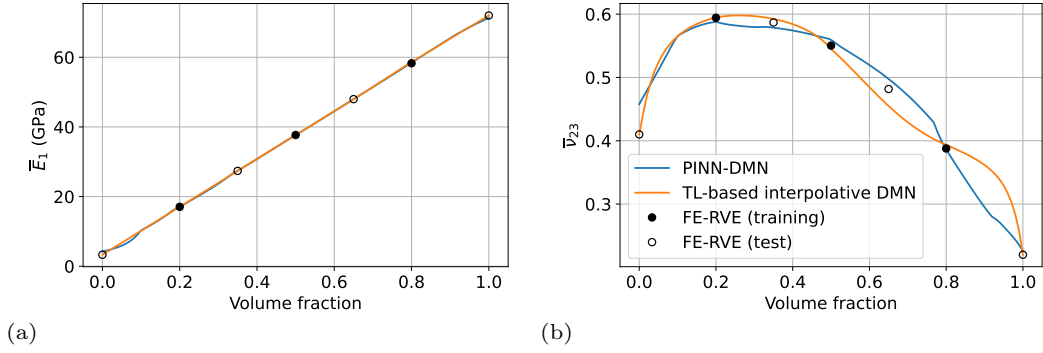 60
40
20
0
E̅₁ (GPa)
0.0 0.2 0.4 0.6 0.8 1.0
Volume fraction
(a)
0.6
0.5
0.4
0.3
ν̅₂₃
PINN-DMN
TL-based interpolative DMN
FE-RVE (training)
FE-RVE (test)
0.0 0.2 0.4 0.6 0.8 1.0
Volume fraction
(b)